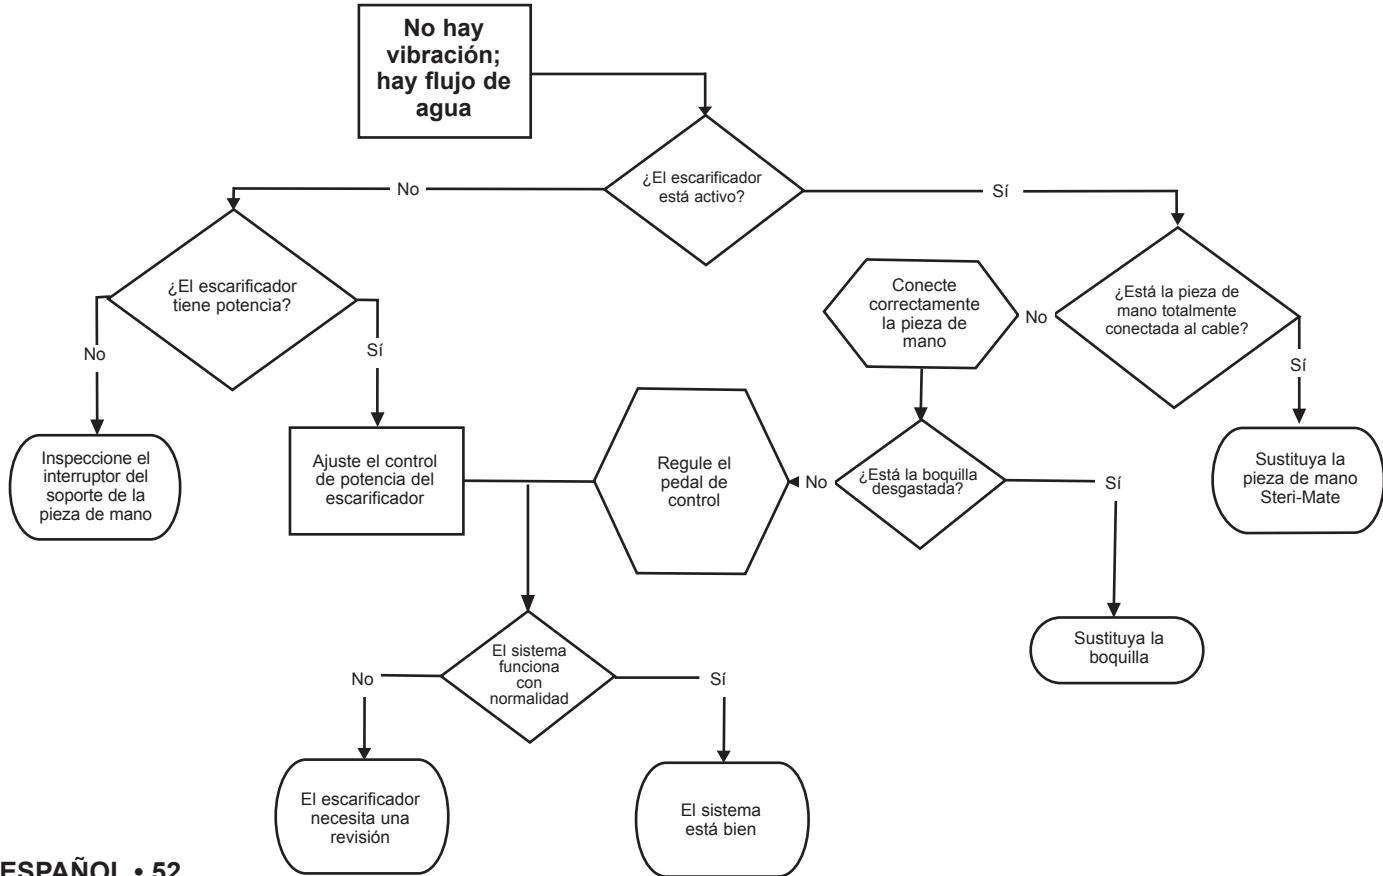 No hay
vibración;
hay flujo de
agua
¿El escarificador
está activo?
No
Sí
¿El escarificador
tiene potencia?
Conecte
correctamente
la pieza de
mano
No
¿Está la pieza de
mano totalmente
conectada al cable?
No
Sí
Sí
Inspeccione el
interruptor del
soporte de la
pieza de mano
Ajuste el control
de potencia del
escarificador
Regule el
pedal de
control
No
¿Está la boquilla
desgastada?
Sí
Sustituya la
pieza de mano
Steri-Mate
Sustituya la
boquilla
El sistema
funciona
con
normalidad
No
Sí
El escarificador
necesita una
revisión
El sistema
está bien
ESPAÑOL • 52